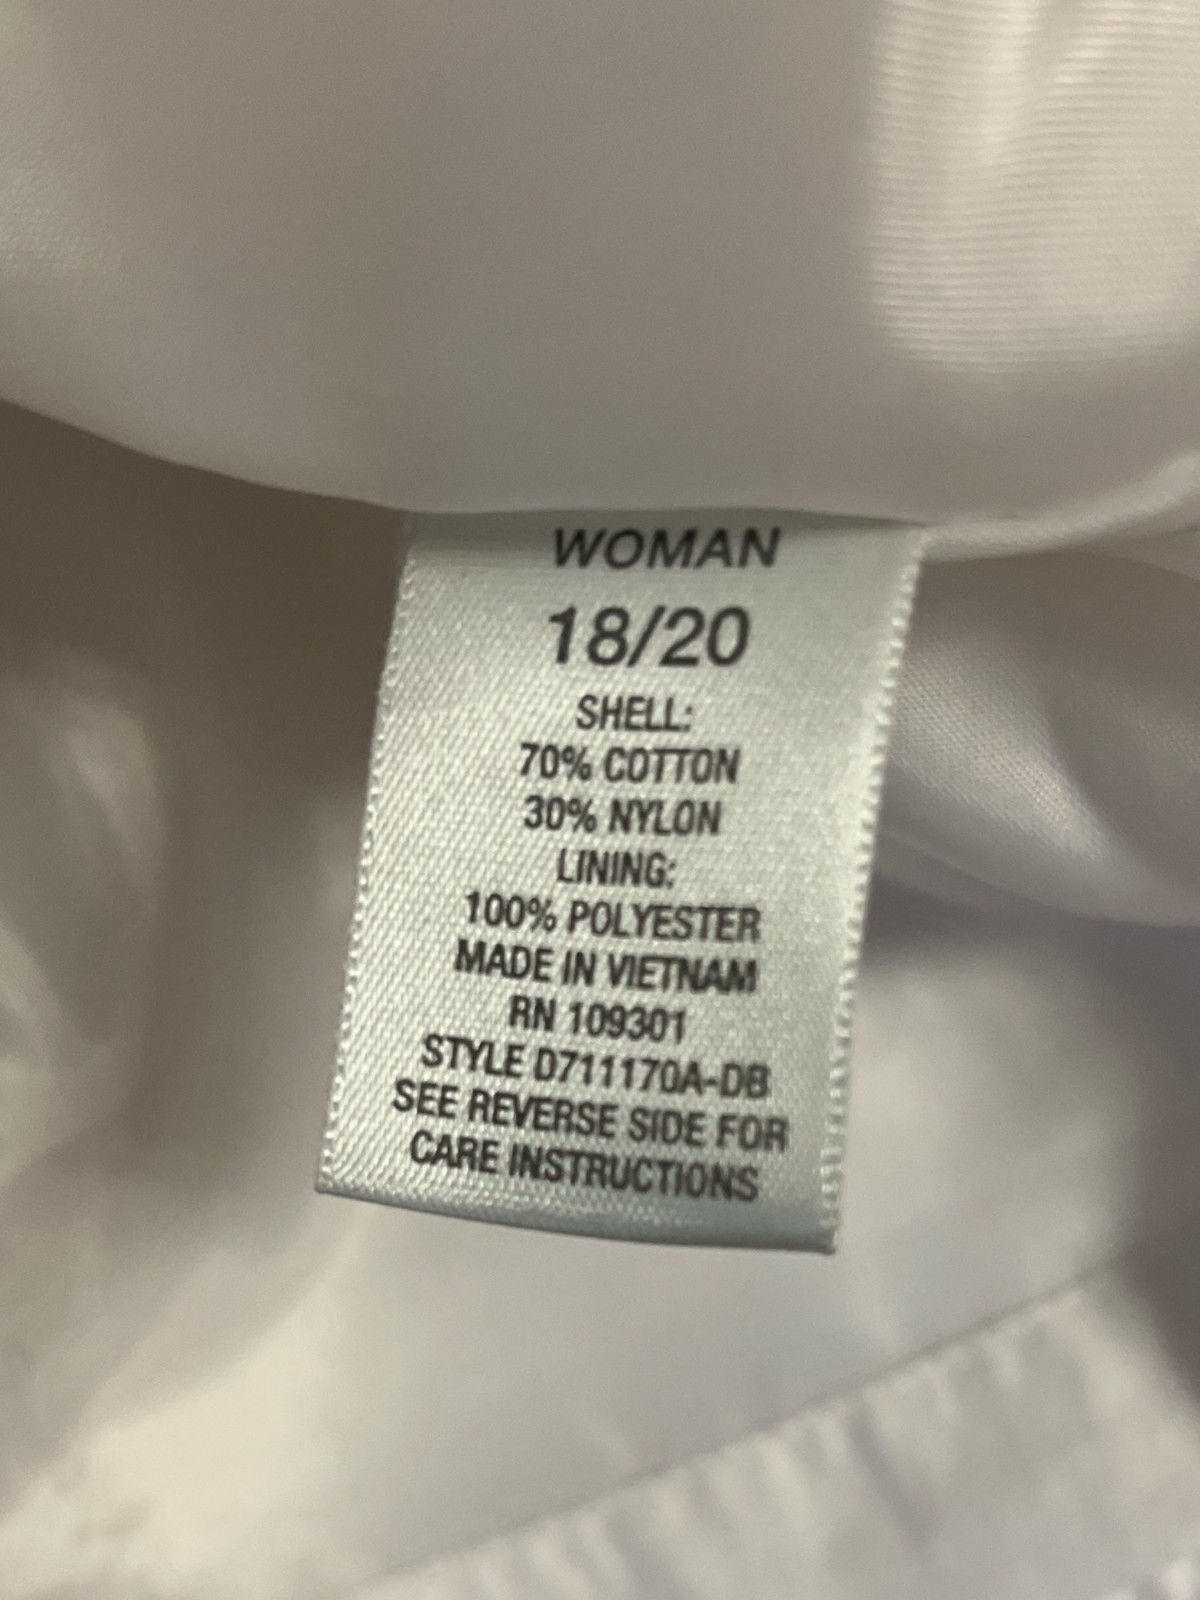 WOMAN
18/20
SHELL:
70% COTTON
30% NYLON
LINING:
100% POLYESTER
MADE IN VIETNAM
RN 109301
STYLE D711170A-DB
SEE REVERSE SIDE FOR
CARE INSTRUCTIONS